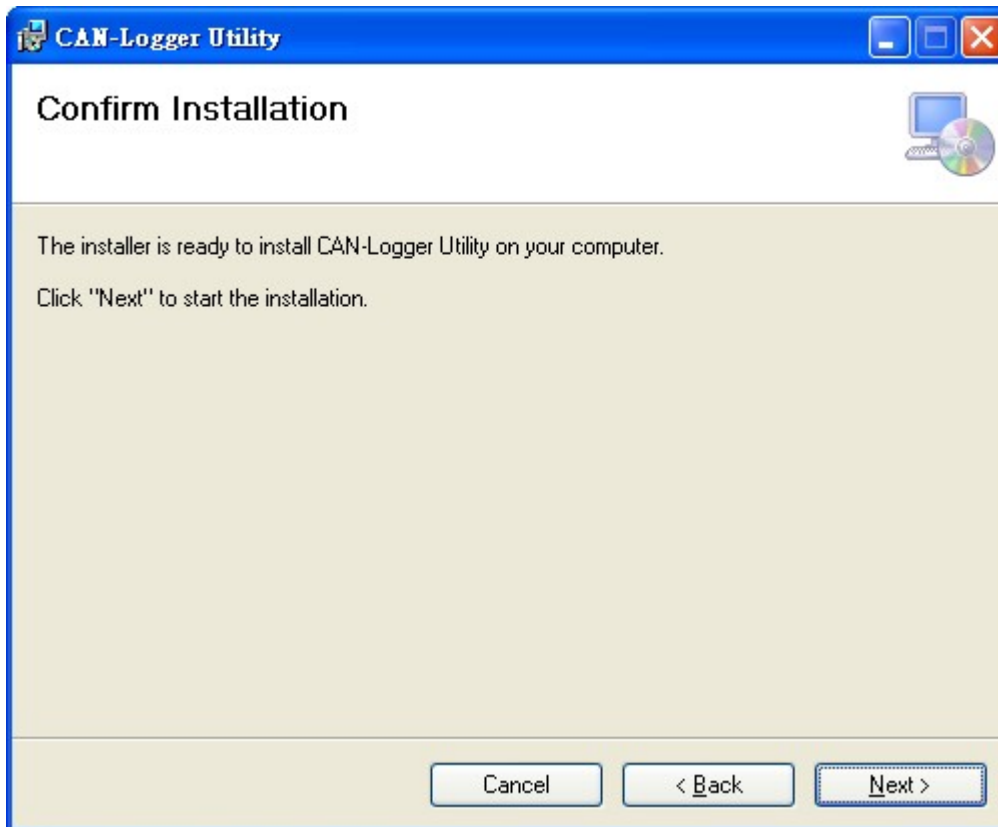 CAN-Logger Utility
Confirm Installation
The installer is ready to install CAN-Logger Utility on your computer.
Click "Next" to start the installation.
Cancel
< Back
Next >